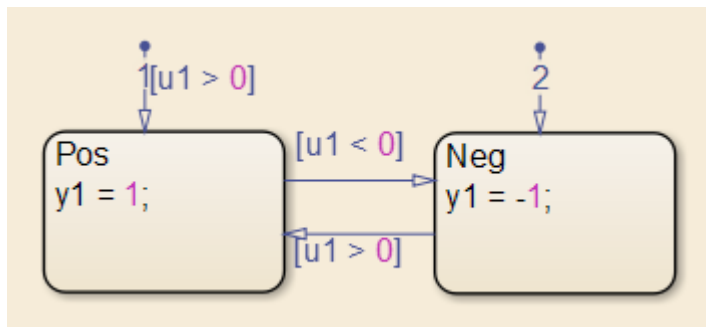 1[u1 > 0]
2
Pos
y1 = 1;
[u1 < 0]
Neg
y1 = -1;
[u1 > 0]